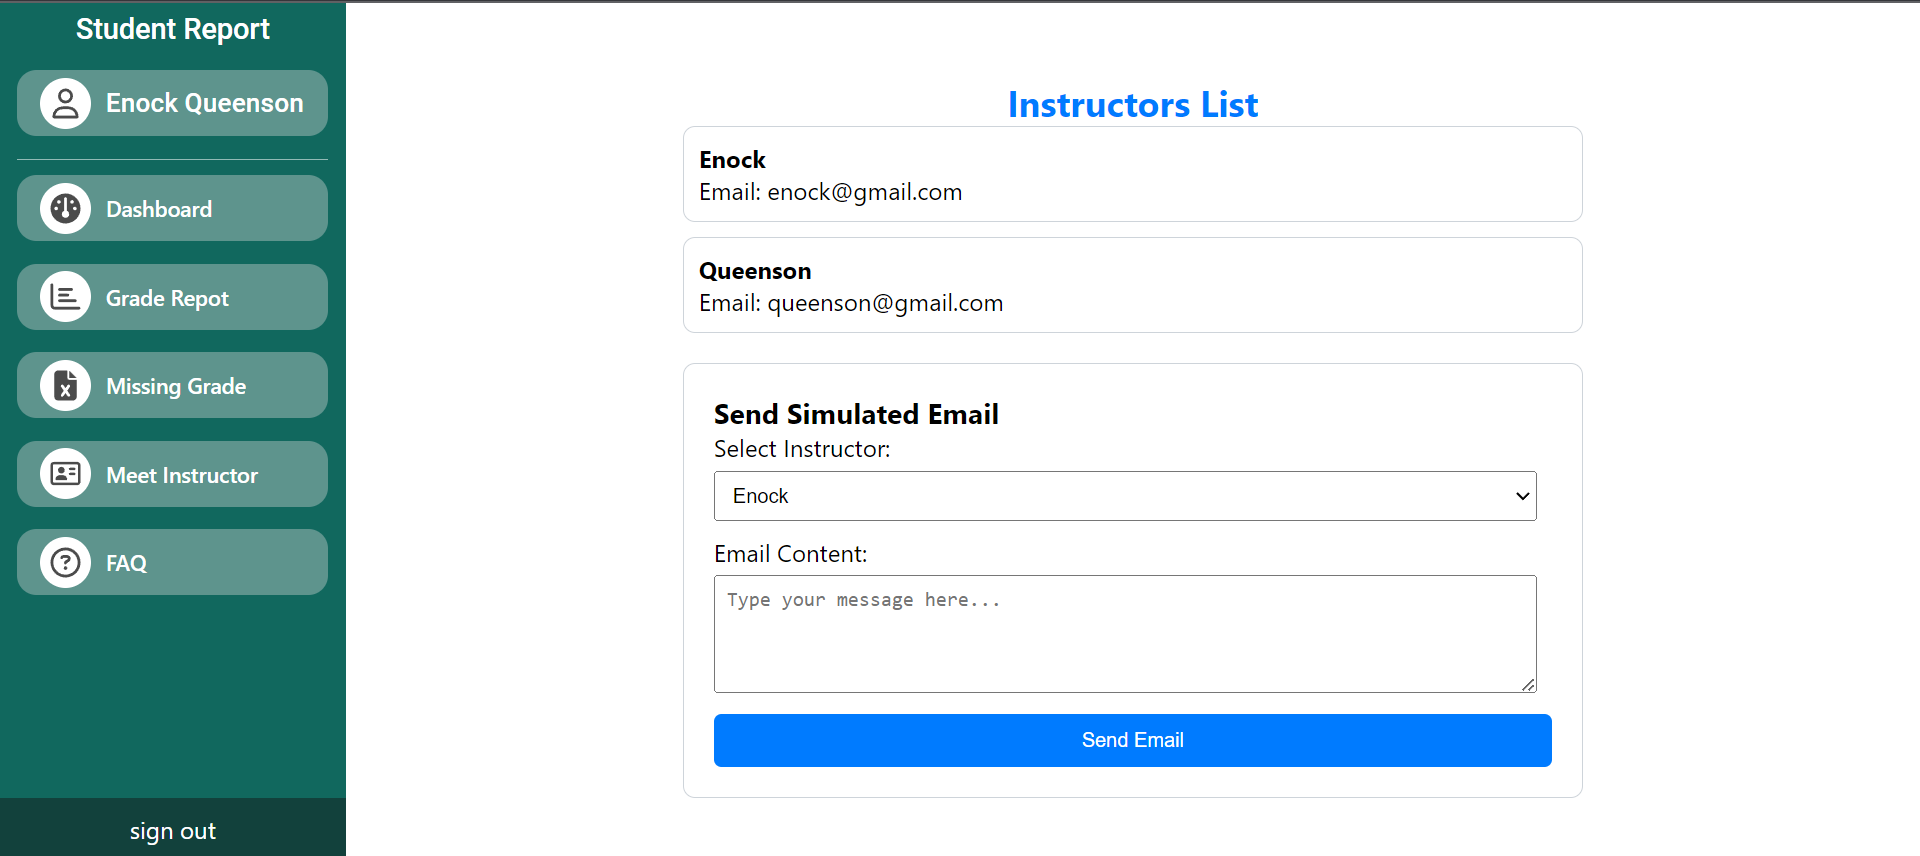 Student Report
Enock Queenson
Dashboard
Grade Repot
Missing Grade
Meet Instructor
FAQ
sign out
Instructors List
Enock
Email: enock@gmail.com
Queenson
Email: queenson@gmail.com
Send Simulated Email
Select Instructor:
Enock
Email Content:
Type your message here...
Send Email